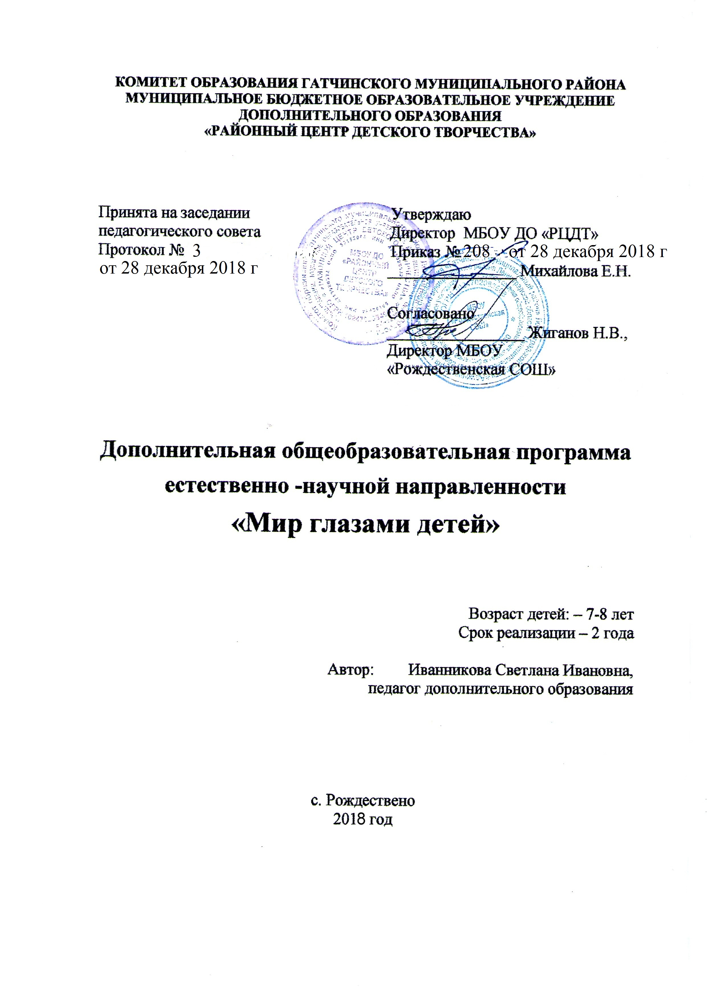 КОМИТЕТ ОБРАЗОВАНИЯ ГАТЧИНСКОГО МУНИЦИПАЛЬНОГО РАЙОНА
МУНИЦИПАЛЬНОЕ БЮДЖЕТНОЕ ОБРАЗОВАТЕЛЬНОЕ УЧРЕЖДЕНИЕ
ДОПОЛНИТЕЛЬНОГО ОБРАЗОВАНИЯ
«РАЙОННЫЙ ЦЕНТР ДЕТСКОГО ТВОРЧЕСТВА»
Принята на заседании
педагогического совета
Протокол № 3
от 28 декабря 2018 г
Утверждаю
Директор МБОУ ДО «РЦДТ»
Приказ № 208 от 28 декабря 2018 г
Михайлова Е.Н.
Согласовано
Жиганов Н.В.,
Директор МБОУ
«Рождественская СОШ»
МБОУ ДО
«РАЙОННЫЙ
ЦЕНТР
ДЕТСКОГО
МБОУ
СОШ»
Дополнительная общеобразовательная программа
естественно -научной направленности
«Мир глазами детей»
Возраст детей: – 7-8 лет
Срок реализации – 2 года
Автор: Иванникова Светлана Ивановна,
педагог дополнительного образования
с. Рождествено
2018 год